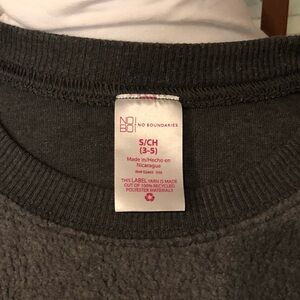 NO
BO
NO BOUNDARIES
S/CH
(3-5)
Made in/Hecho en
Nicaragua
THIS LABEL YARN IS MADE
OUT OF 100% RECYCLED
POLYESTER MATERIALS